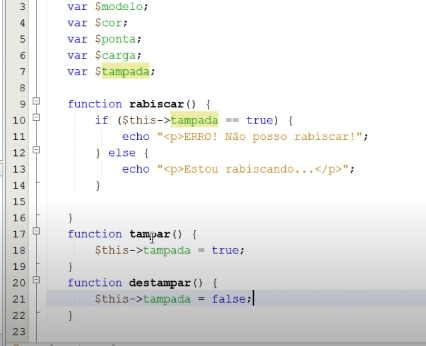 3 var $modelo;
4 var $cor;
5 var $ponta;
6 var $carga;
7 var $tampada;
8
9 function rabiscar() {
10 if ($this->tampada == true) {
11 echo "<p>ERRO! Não posso rabiscar!";
12 } else {
13 echo "<p>Estou rabiscando...</p>";
14 }
15
16 }
17 function tampar() {
18 $this->tampada = true;
19 }
20 function destampar() {
21 $this->tampada = false;
22 }
23